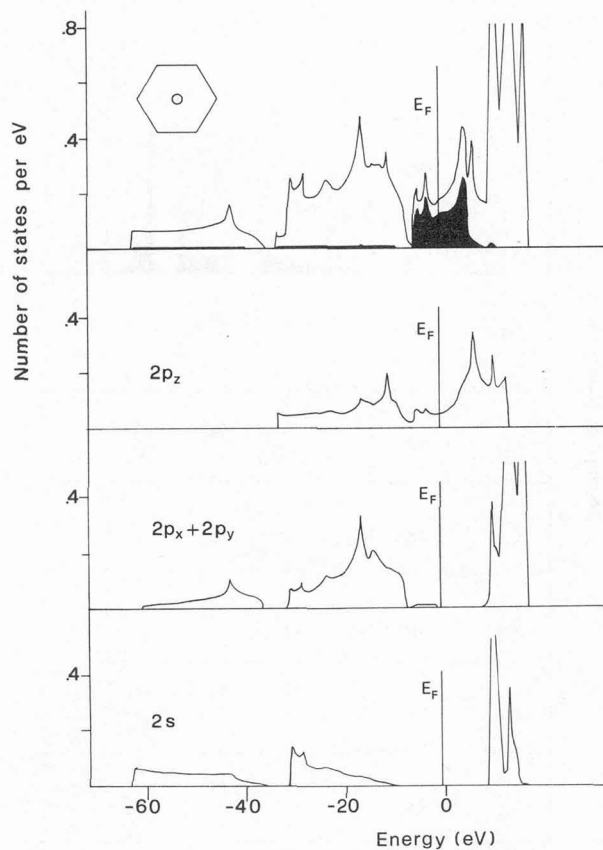 Number of states per eV
.8
.4
E_F
.4
E_F
2p_z
.4
E_F
2p_x + 2p_y
.4
E_F
2s
-60
-40
-20
0
Energy (eV)